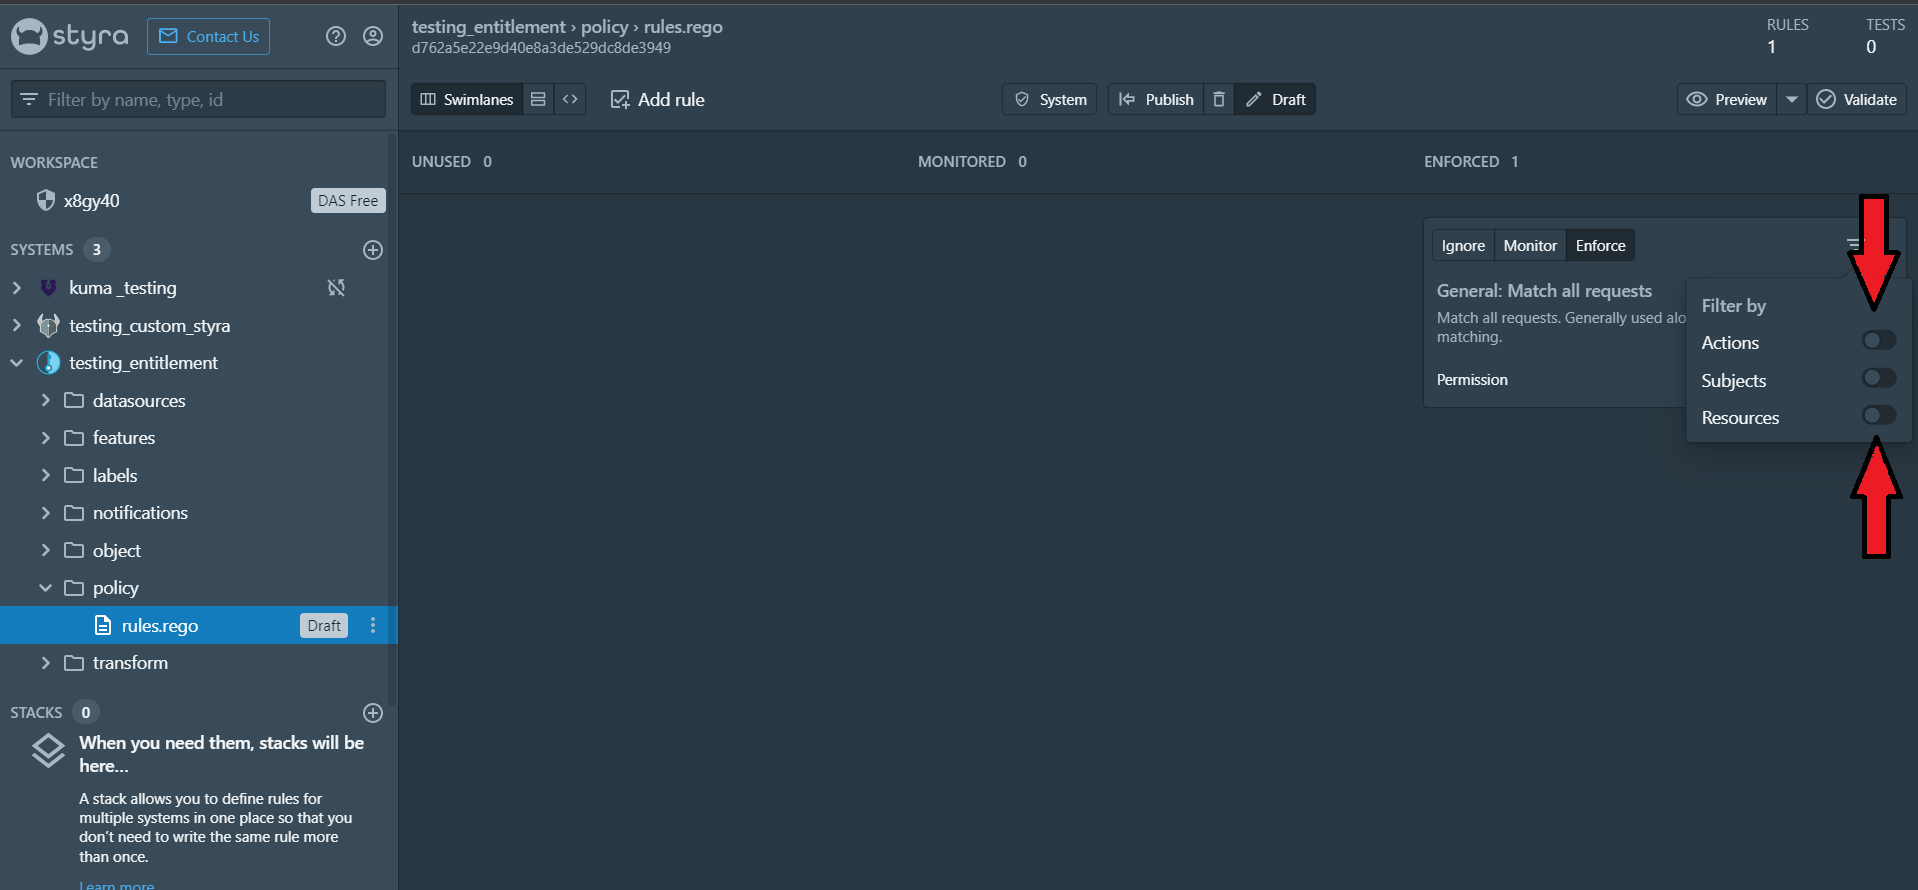 styra
Contact Us
Filter by name, type, id
WORKSPACE
x8gy40
DAS Free
SYSTEMS 3
kuma _testing
testing_custom_styra
testing_entitlement
datasources
features
labels
notifications
object
policy
rules.rego
Draft
transform
STACKS 0
When you need them, stacks will be
here...
A stack allows you to define rules for
multiple systems in one place so that you
don't need to write the same rule more
than once.
Learn more
testing_entitlement › policy › rules.rego
d762a5e22e9d40e8a3de529dc8de3949
RULES
1
TESTS
0
Swimlanes
Add rule
System
Publish
Draft
Preview
Validate
UNUSED 0
MONITORED 0
ENFORCED 1
Ignore
Monitor
Enforce
General: Match all requests
Match all requests. Generally used alo
matching.
Permission
Filter by
Actions
Subjects
Resources